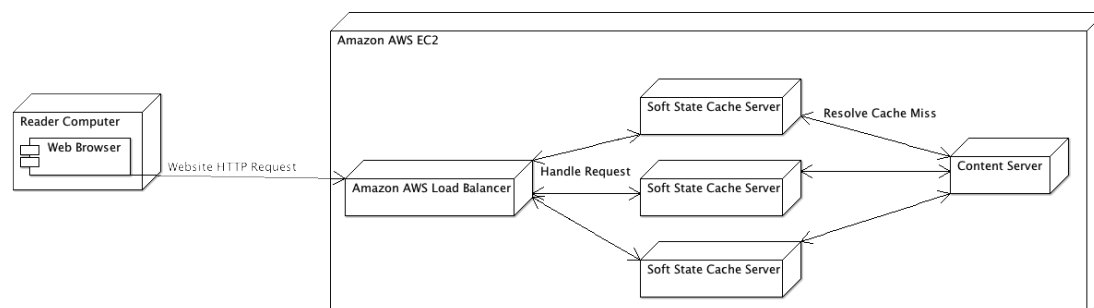 Amazon AWS EC2
Soft State Cache Server
Resolve Cache Miss
Reader Computer
Web Browser
Website HTTP Request
Handle Request
Content Server
Amazon AWS Load Balancer
Soft State Cache Server
Soft State Cache Server